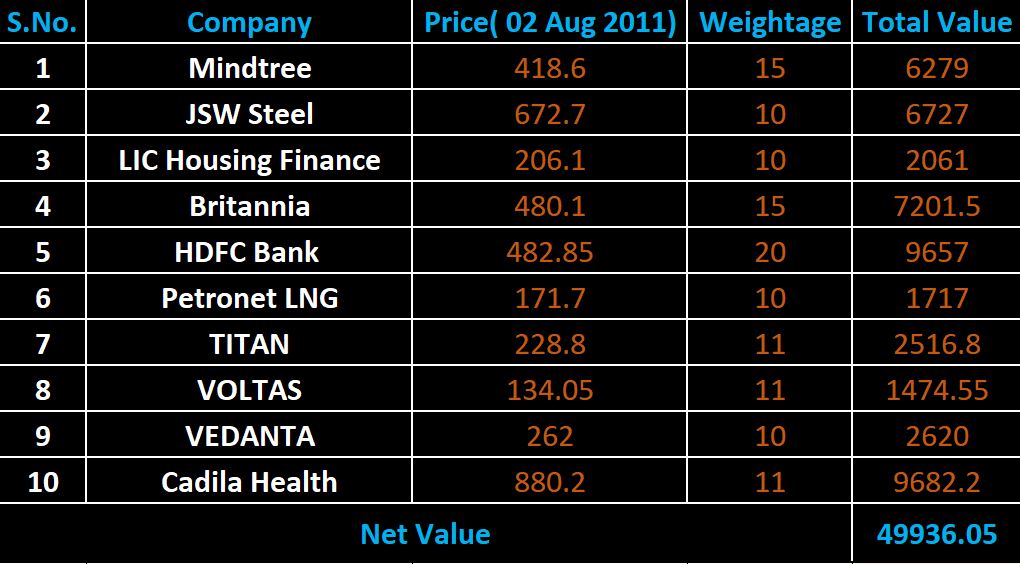 S.No. Company Price( 02 Aug 2011) Weightage Total Value
1 Mindtree 418.6 15 6279
2 JSW Steel 672.7 10 6727
3 LIC Housing Finance 206.1 10 2061
4 Britannia 480.1 15 7201.5
5 HDFC Bank 482.85 20 9657
6 Petronet LNG 171.7 10 1717
7 TITAN 228.8 11 2516.8
8 VOLTAS 134.05 11 1474.55
9 VEDANTA 262 10 2620
10 Cadila Health 880.2 11 9682.2
Net Value 49936.05